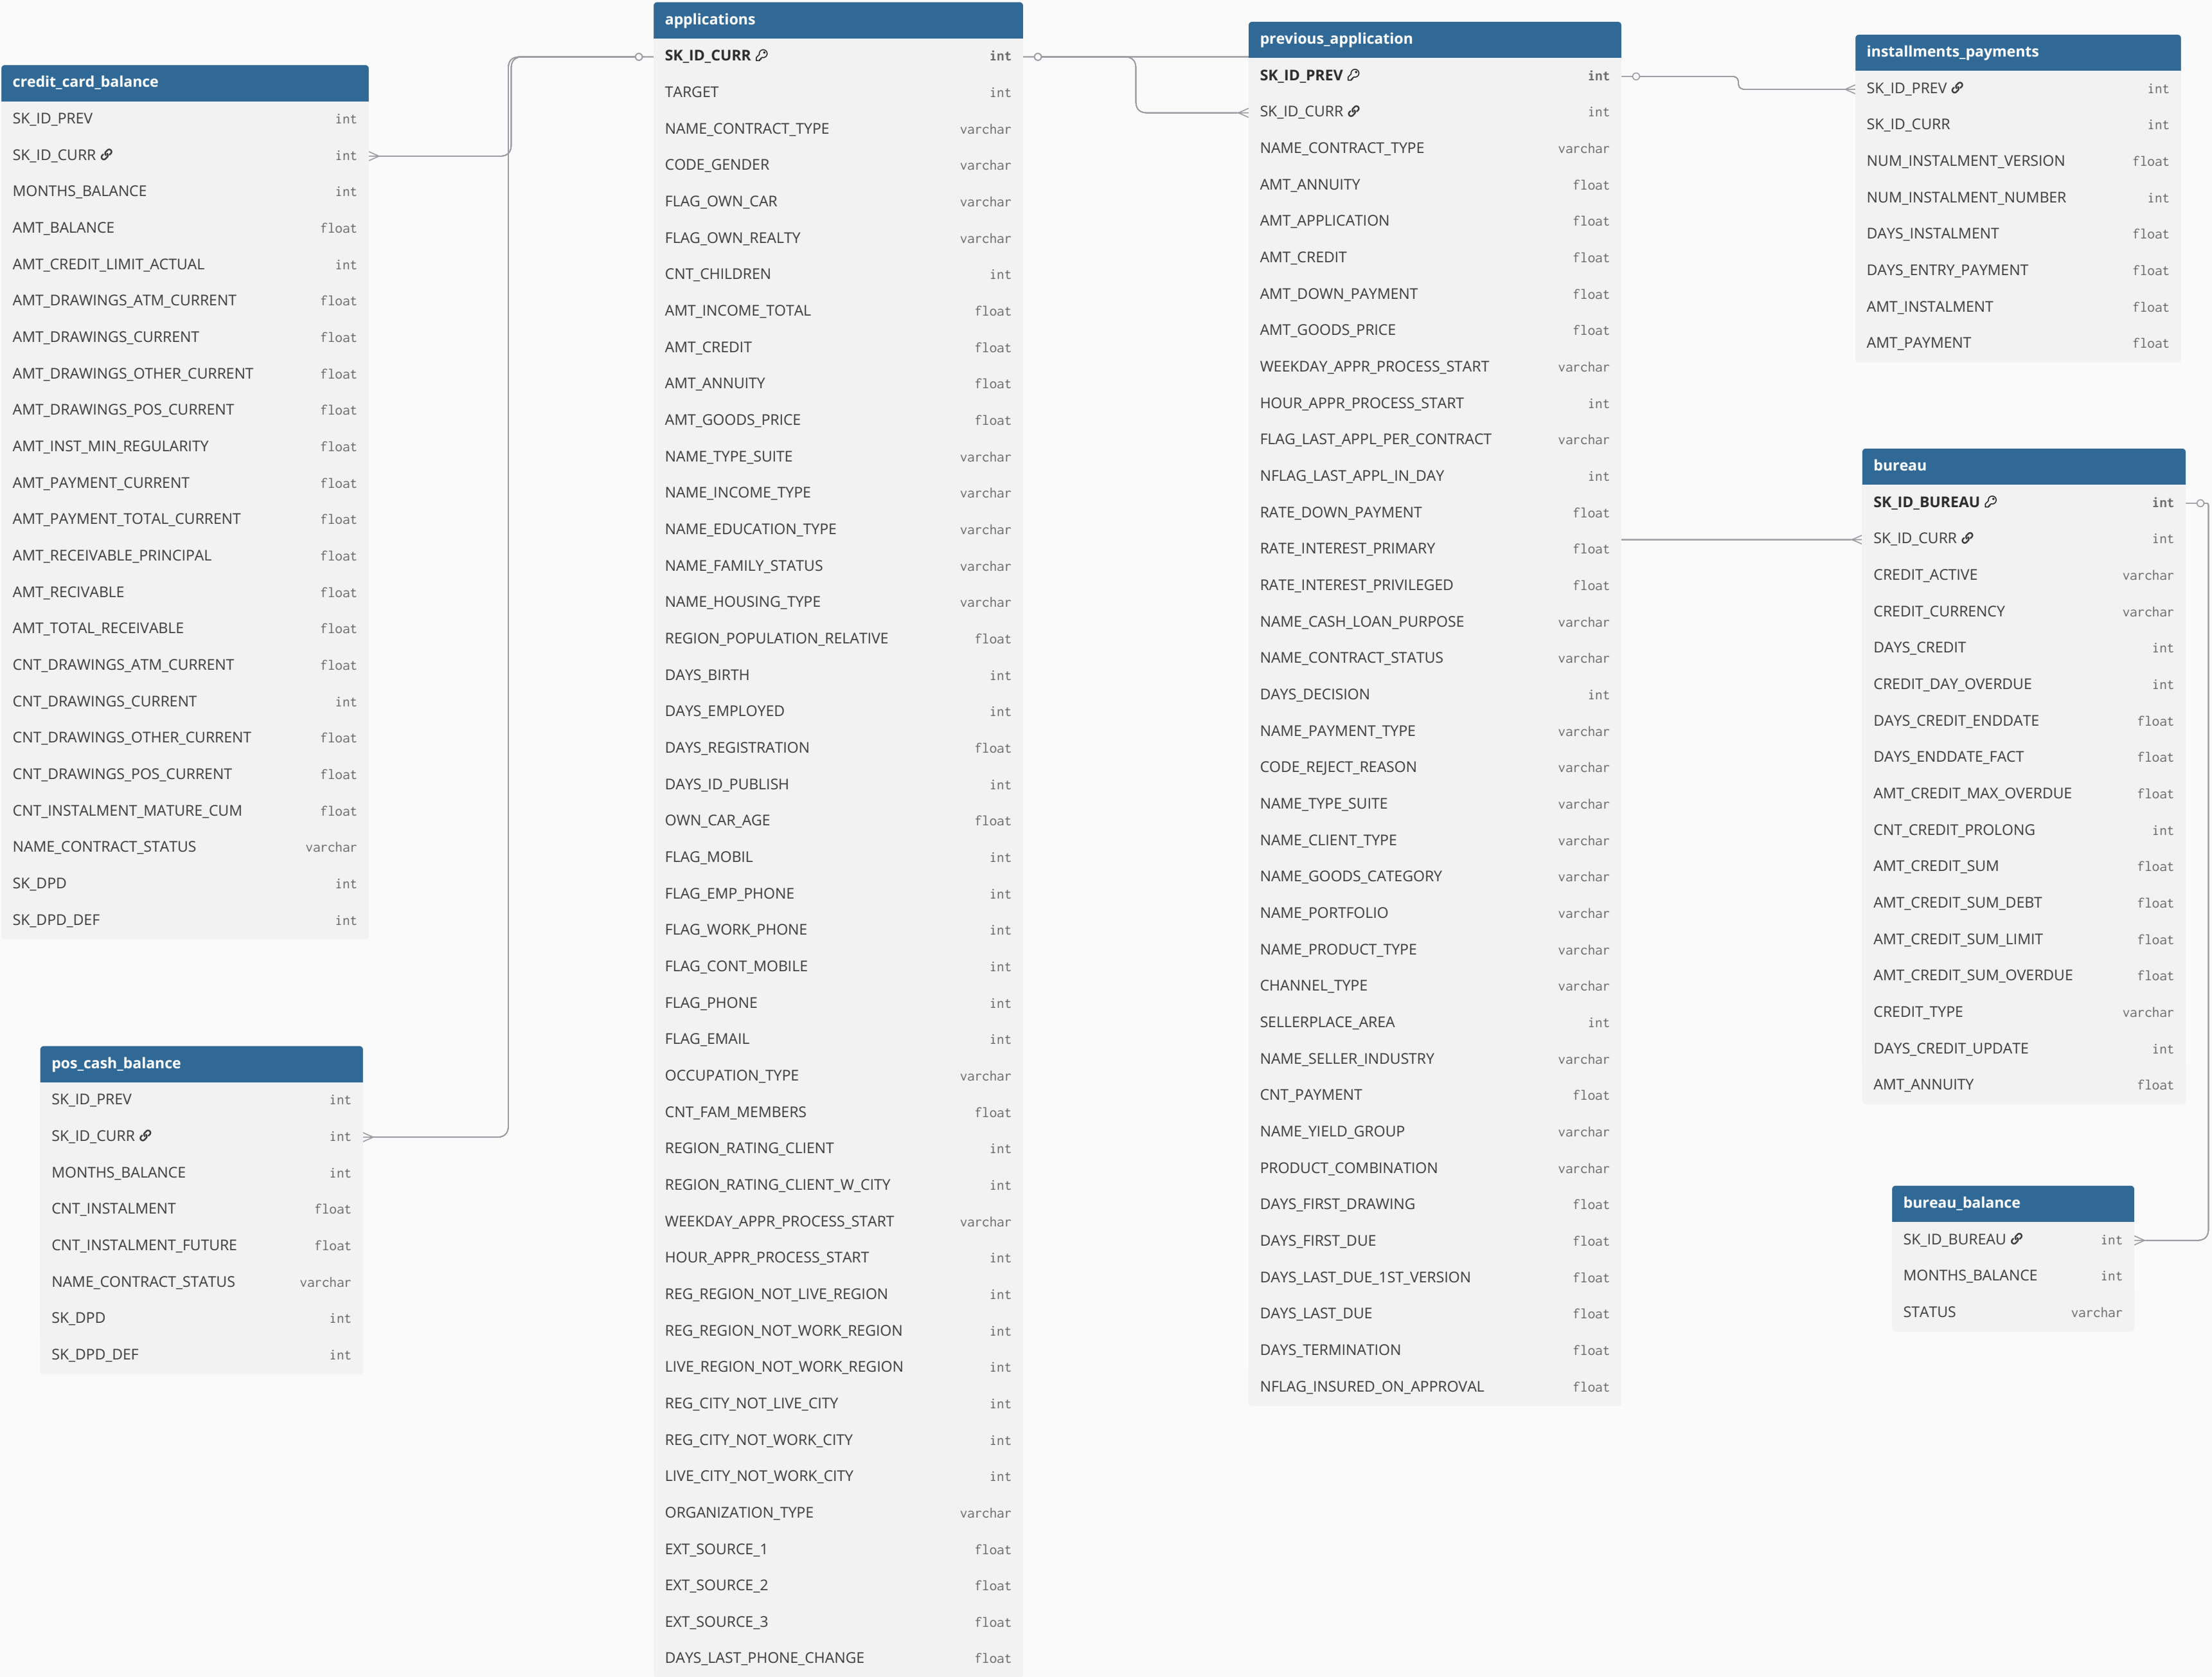 credit_card_balance
SK_ID_PREV int
SK_ID_CURR int
MONTHS_BALANCE int
AMT_BALANCE float
AMT_CREDIT_LIMIT_ACTUAL int
AMT_DRAWINGS_ATM_CURRENT float
AMT_DRAWINGS_CURRENT float
AMT_DRAWINGS_OTHER_CURRENT float
AMT_DRAWINGS_POS_CURRENT float
AMT_INST_MIN_REGULARITY float
AMT_PAYMENT_CURRENT float
AMT_PAYMENT_TOTAL_CURRENT float
AMT_RECEIVABLE_PRINCIPAL float
AMT_RECIVABLE float
AMT_TOTAL_RECEIVABLE float
CNT_DRAWINGS_ATM_CURRENT float
CNT_DRAWINGS_CURRENT int
CNT_DRAWINGS_OTHER_CURRENT float
CNT_DRAWINGS_POS_CURRENT float
CNT_INSTALMENT_MATURE_CUM float
NAME_CONTRACT_STATUS varchar
SK_DPD int
SK_DPD_DEF int
pos_cash_balance
SK_ID_PREV int
SK_ID_CURR int
MONTHS_BALANCE int
CNT_INSTALMENT float
CNT_INSTALMENT_FUTURE float
NAME_CONTRACT_STATUS varchar
SK_DPD int
SK_DPD_DEF int
applications
SK_ID_CURR int
TARGET int
NAME_CONTRACT_TYPE varchar
CODE_GENDER varchar
FLAG_OWN_CAR varchar
FLAG_OWN_REALTY varchar
CNT_CHILDREN int
AMT_INCOME_TOTAL float
AMT_CREDIT float
AMT_ANNUITY float
AMT_GOODS_PRICE float
NAME_TYPE_SUITE varchar
NAME_INCOME_TYPE varchar
NAME_EDUCATION_TYPE varchar
NAME_FAMILY_STATUS varchar
NAME_HOUSING_TYPE varchar
REGION_POPULATION_RELATIVE float
DAYS_BIRTH int
DAYS_EMPLOYED int
DAYS_REGISTRATION float
DAYS_ID_PUBLISH int
OWN_CAR_AGE float
FLAG_MOBIL int
FLAG_EMP_PHONE int
FLAG_WORK_PHONE int
FLAG_CONT_MOBILE int
FLAG_PHONE int
FLAG_EMAIL int
OCCUPATION_TYPE varchar
CNT_FAM_MEMBERS float
REGION_RATING_CLIENT int
REGION_RATING_CLIENT_W_CITY int
WEEKDAY_APPR_PROCESS_START varchar
HOUR_APPR_PROCESS_START int
REG_REGION_NOT_LIVE_REGION int
REG_REGION_NOT_WORK_REGION int
LIVE_REGION_NOT_WORK_REGION int
REG_CITY_NOT_LIVE_CITY int
REG_CITY_NOT_WORK_CITY int
LIVE_CITY_NOT_WORK_CITY int
ORGANIZATION_TYPE varchar
EXT_SOURCE_1 float
EXT_SOURCE_2 float
EXT_SOURCE_3 float
DAYS_LAST_PHONE_CHANGE float
previous_application
SK_ID_PREV int
SK_ID_CURR int
NAME_CONTRACT_TYPE varchar
AMT_ANNUITY float
AMT_APPLICATION float
AMT_CREDIT float
AMT_DOWN_PAYMENT float
AMT_GOODS_PRICE float
WEEKDAY_APPR_PROCESS_START varchar
HOUR_APPR_PROCESS_START int
FLAG_LAST_APPL_PER_CONTRACT varchar
NFLAG_LAST_APPL_IN_DAY int
RATE_DOWN_PAYMENT float
RATE_INTEREST_PRIMARY float
RATE_INTEREST_PRIVILEGED float
NAME_CASH_LOAN_PURPOSE varchar
NAME_CONTRACT_STATUS varchar
DAYS_DECISION int
NAME_PAYMENT_TYPE varchar
CODE_REJECT_REASON varchar
NAME_TYPE_SUITE varchar
NAME_CLIENT_TYPE varchar
NAME_GOODS_CATEGORY varchar
NAME_PORTFOLIO varchar
NAME_PRODUCT_TYPE varchar
CHANNEL_TYPE varchar
SELLERPLACE_AREA int
NAME_SELLER_INDUSTRY varchar
CNT_PAYMENT float
NAME_YIELD_GROUP varchar
PRODUCT_COMBINATION varchar
DAYS_FIRST_DRAWING float
DAYS_FIRST_DUE float
DAYS_LAST_DUE_1ST_VERSION float
DAYS_LAST_DUE float
DAYS_TERMINATION float
NFLAG_INSURED_ON_APPROVAL float
installments_payments
SK_ID_PREV int
SK_ID_CURR int
NUM_INSTALMENT_VERSION float
NUM_INSTALMENT_NUMBER int
DAYS_INSTALMENT float
DAYS_ENTRY_PAYMENT float
AMT_INSTALMENT float
AMT_PAYMENT float
bureau
SK_ID_BUREAU int
SK_ID_CURR int
CREDIT_ACTIVE varchar
CREDIT_CURRENCY varchar
DAYS_CREDIT int
CREDIT_DAY_OVERDUE int
DAYS_CREDIT_ENDDATE float
DAYS_ENDDATE_FACT float
AMT_CREDIT_MAX_OVERDUE float
CNT_CREDIT_PROLONG int
AMT_CREDIT_SUM float
AMT_CREDIT_SUM_DEBT float
AMT_CREDIT_SUM_LIMIT float
AMT_CREDIT_SUM_OVERDUE float
CREDIT_TYPE varchar
DAYS_CREDIT_UPDATE int
AMT_ANNUITY float
bureau_balance
SK_ID_BUREAU int
MONTHS_BALANCE int
STATUS varchar